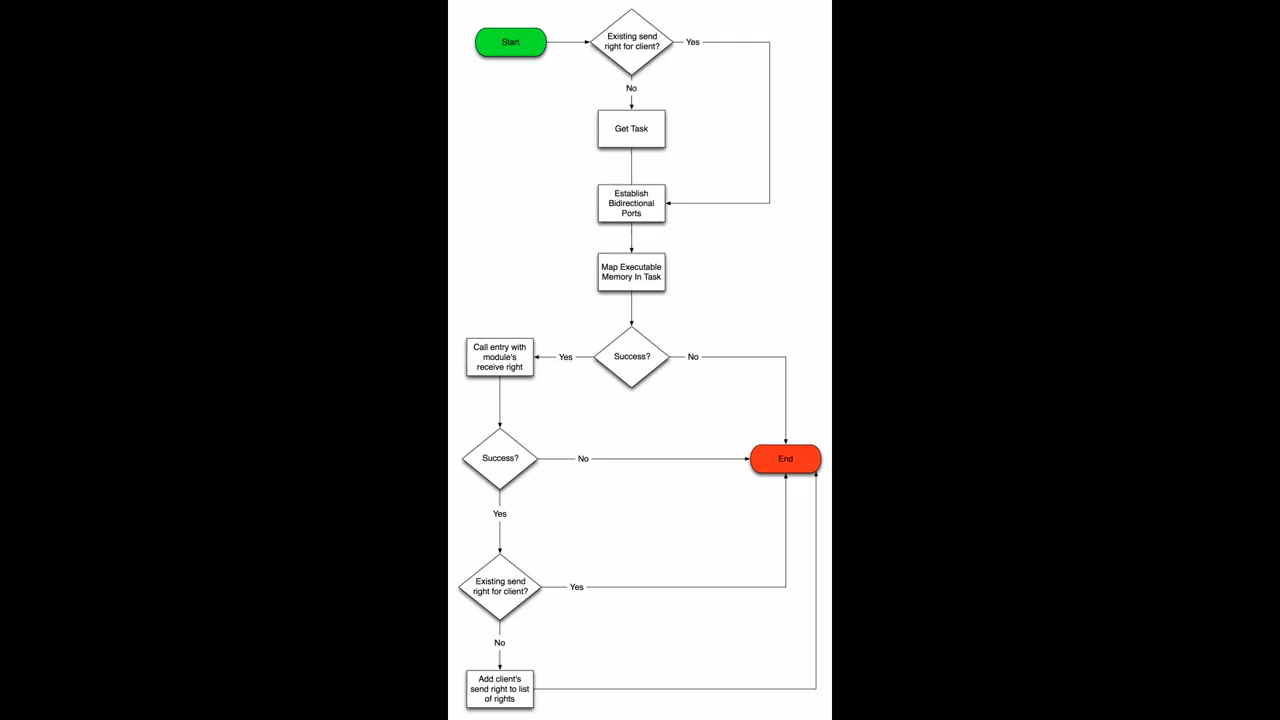 Start
Existing send
right for client?
Yes
No
Get Task
Establish
Bidirectional
Ports
Map Executable
Memory In Task
Call entry with
module's
receive right
Yes
Success?
No
Success?
No
End
Yes
Existing send
right for client?
Yes
No
Add client's
send right to list
of rights